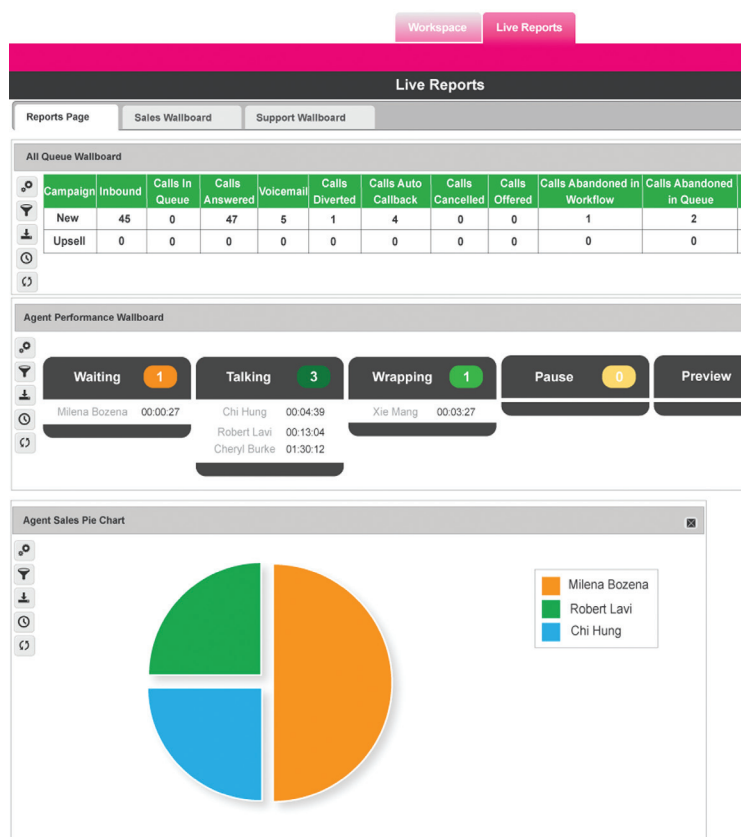 Workspace Live Reports
Live Reports
Reports Page Sales Wallboard Support Wallboard
All Queue Wallboard
Campaign Inbound Calls In Queue Calls Answered Voicemail Calls Diverted Calls Auto Callback Calls Cancelled Calls Offered Calls Abandoned in Workflow Calls Abandoned in Queue
New 45 0 47 5 1 4 0 0 1 2
Upsell 0 0 0 0 0 0 0 0 0 0
Agent Performance Wallboard
Waiting 1 Talking 3 Wrapping 1 Pause 0 Preview
Milena Bozena 00:00:27 Chi Hung 00:04:39 Xie Mang 00:03:27
Robert Lavi 00:13:04
Cheryl Burke 01:30:12
Agent Sales Pie Chart
Milena Bozena
Robert Lavi
Chi Hung